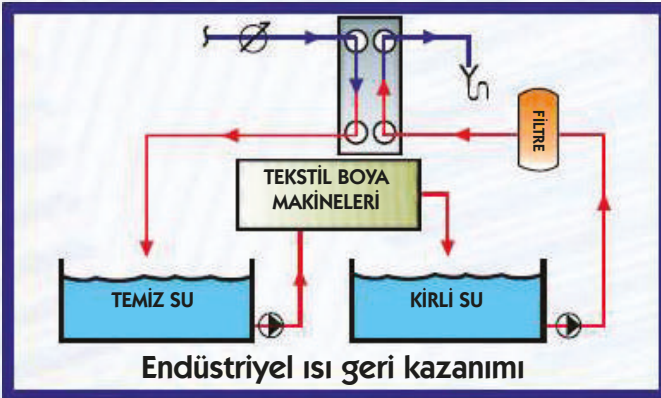 FİLTRE
TEKSTİL BOYA
MAKİNELERİ
TEMİZ SU
KİRLİ SU
Endüstriyel ısı geri kazanımı